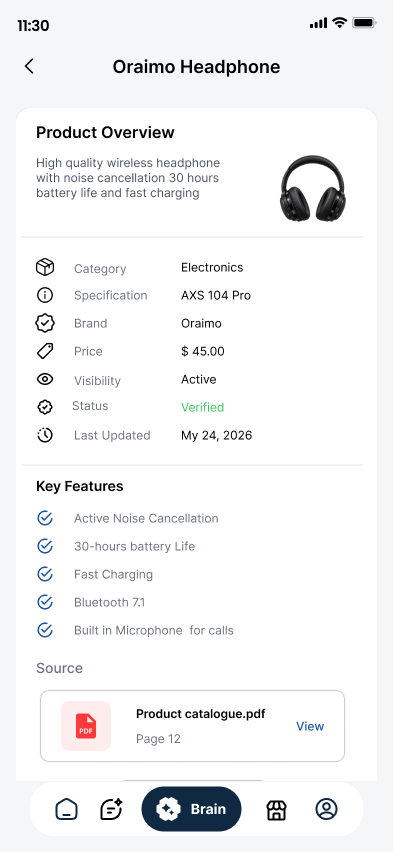 11:30
Oraimo Headphone
Product Overview
High quality wireless headphone
with noise cancellation 30 hours
battery life and fast charging
Category Electronics
Specification AXS 104 Pro
Brand Oraimo
Price $ 45.00
Visibility Active
Status Verified
Last Updated My 24, 2026
Key Features
Active Noise Cancellation
30-hours battery Life
Fast Charging
Bluetooth 7.1
Built in Microphone for calls
Source
PDF
Product catalogue.pdf
Page 12
View
Brain